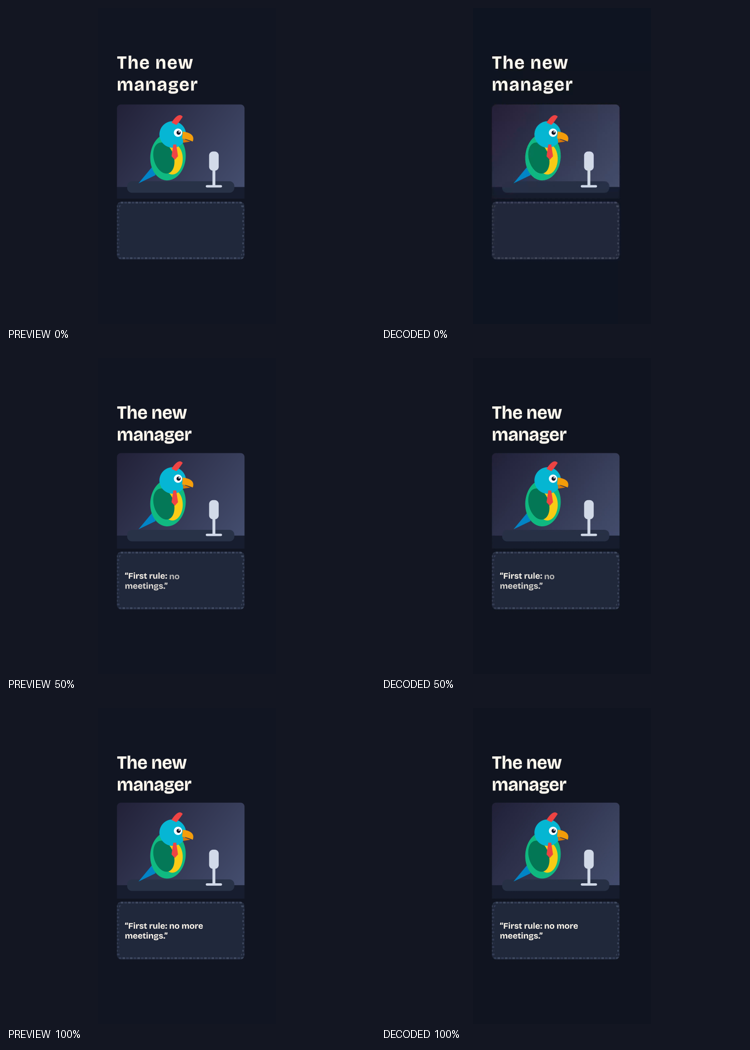 The new
manager
The new
manager
PREVIEW 0%
DECODED 0%
The new
manager
The new
manager
“First rule: no
meetings.”
“First rule: no
meetings.”
PREVIEW 50%
DECODED 50%
The new
manager
The new
manager
“First rule: no more
meetings.”
“First rule: no more
meetings.”
PREVIEW 100%
DECODED 100%